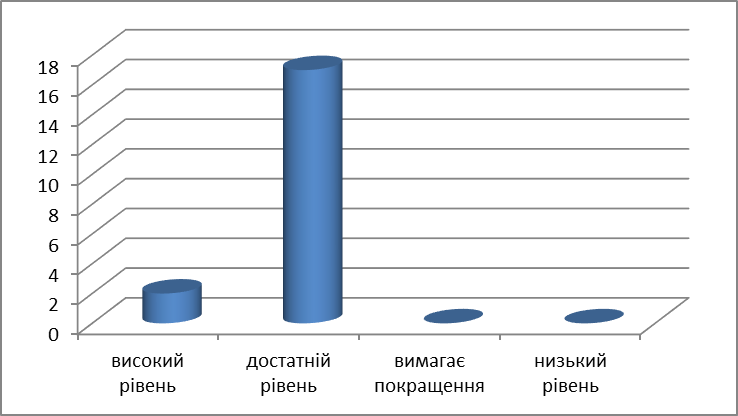 18
16
14
12
10
8
6
4
2
0
високий рівень
достатній рівень
вимагає покращення
низький рівень